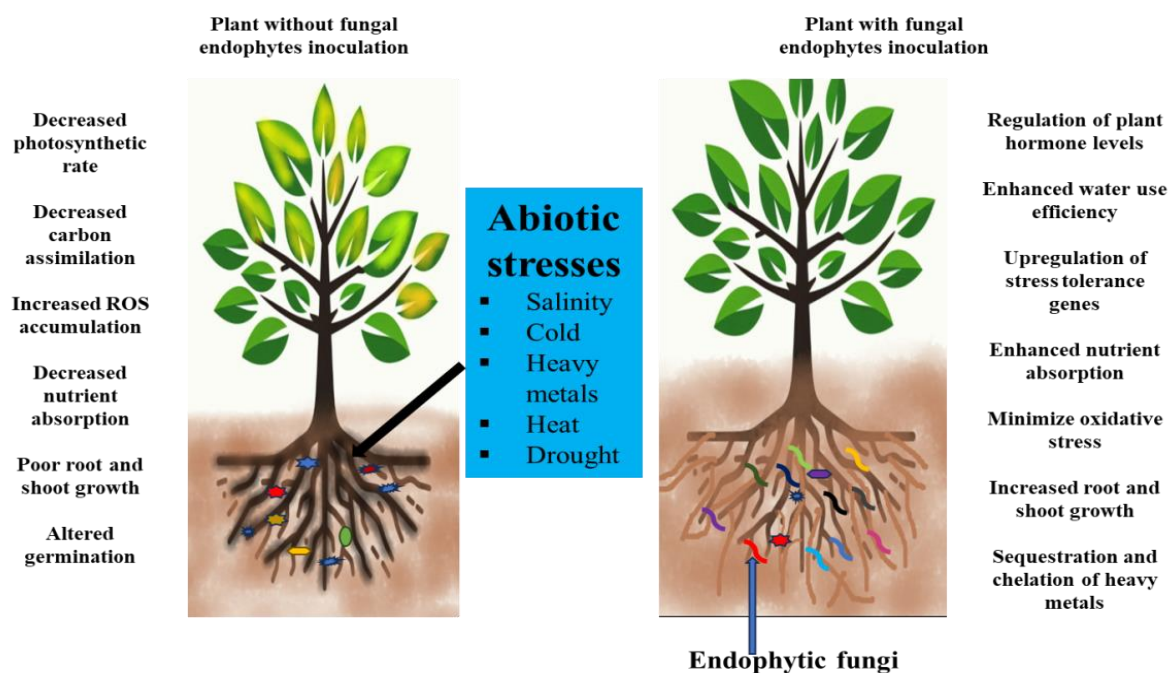 Plant without fungal
endophytes inoculation
Plant with fungal
endophytes inoculation
Decreased
photosynthetic
rate
Decreased
carbon
assimilation
Increased ROS
accumulation
Decreased
nutrient
absorption
Poor root and
shoot growth
Altered
germination
Abiotic
stresses
▪ Salinity
▪ Cold
▪ Heavy
metals
▪ Heat
▪ Drought
Regulation of plant
hormone levels
Enhanced water use
efficiency
Upregulation of
stress tolerance
genes
Enhanced nutrient
absorption
Minimize oxidative
stress
Increased root and
shoot growth
Sequestration and
chelation of heavy
metals
Endophytic fungi